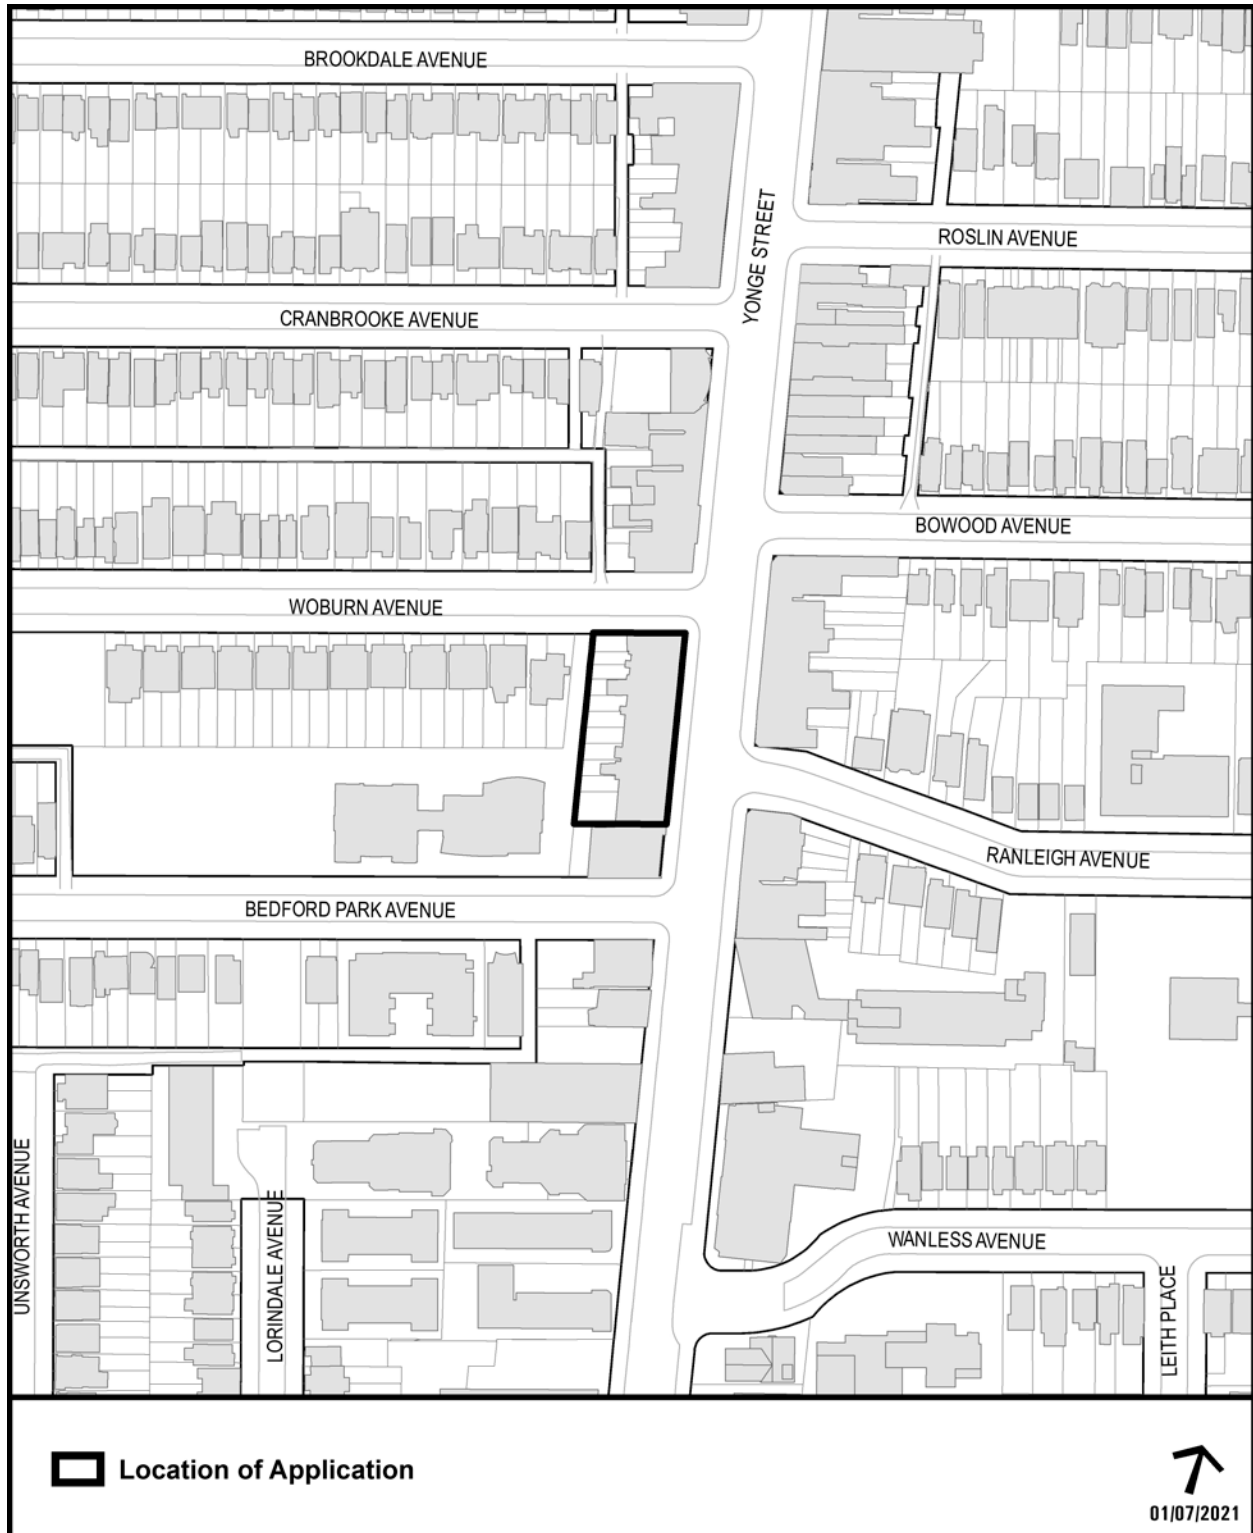 BROOKDALE AVENUE
YONGE STREET
ROSLIN AVENUE
CRANBROOKE AVENUE
BOWOOD AVENUE
WOBURN AVENUE
RANLEIGH AVENUE
BEDFORD PARK AVENUE
UNSWORTH AVENUE
LORINDALE AVENUE
WANLESS AVENUE
LEITH PLACE
Location of Application
01/07/2021